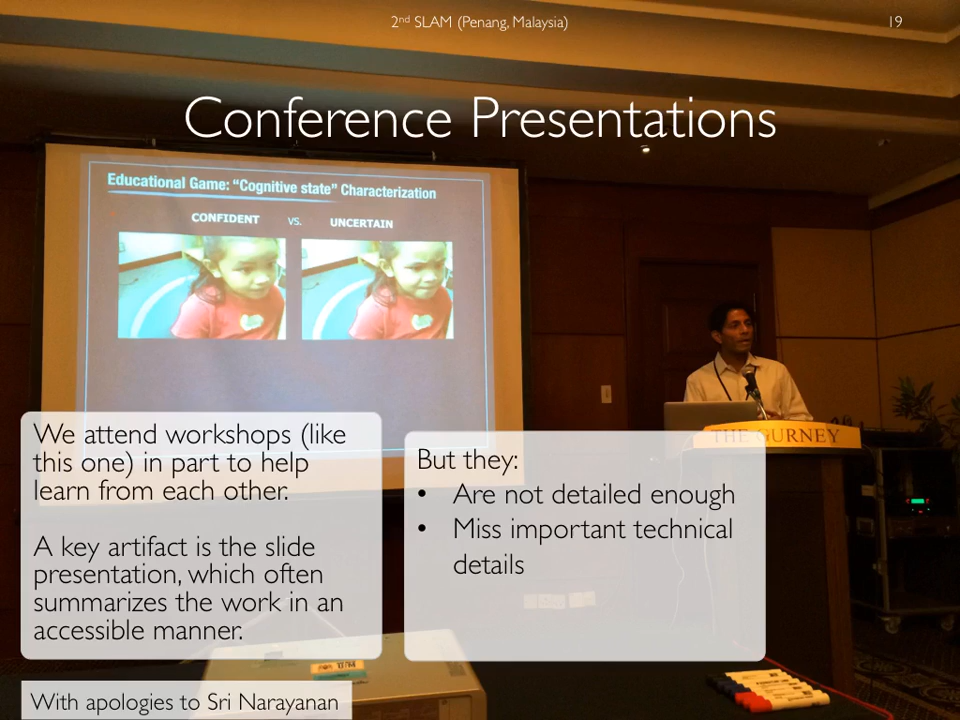 2nd SLAM (Penang, Malaysia)
19
Conference Presentations
Educational Game: "Cognitive state" Characterization
CONFIDENT VS. UNCERTAIN
THE GURNEY
We attend workshops (like
this one) in part to help
learn from each other.
A key artifact is the slide
presentation, which often
summarizes the work in an
accessible manner.
But they:
• Are not detailed enough
• Miss important technical
details
With apologies to Sri Narayanan